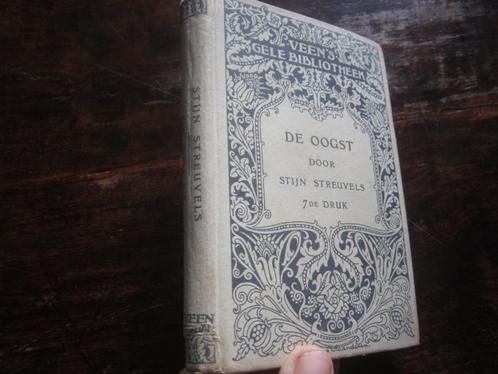 VEEN'S
GELE BIBLIOTHEEK
DE OOGST
DOOR
STIJN STREUVELS
7DE DRUK
STIJN STREUVELS
VEEN